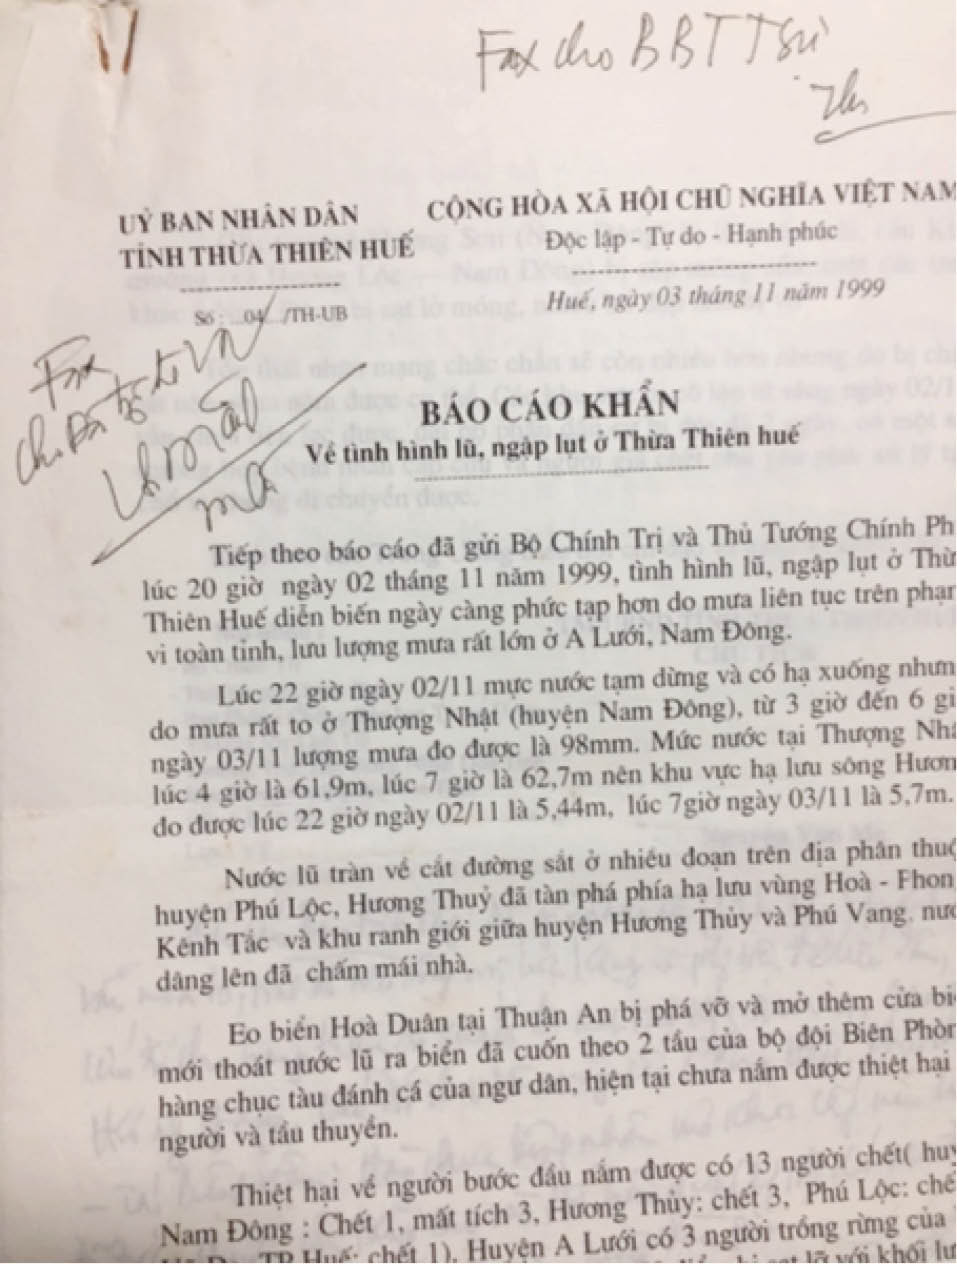 Fax cho BBT TSú
UỶ BAN NHÂN DÂN
TỈNH THỪA THIÊN HUẾ
CỘNG HÒA XÃ HỘI CHỦ NGHĨA VIỆT NAM
Độc lập - Tự do - Hạnh phúc
Số : ...04.../TH-UB
Huế, ngày 03 tháng 11 năm 1999
Fax
BÁO CÁO KHẨN
Về tình hình lũ, ngập lụt ở Thừa Thiên huế
Tiếp theo báo cáo đã gửi Bộ Chính Trị và Thủ Tướng Chính Ph
lúc 20 giờ ngày 02 tháng 11 năm 1999, tình hình lũ, ngập lụt ở Thừ
Thiên Huế diễn biến ngày càng phức tạp hơn do mưa liên tục trên phạm
vi toàn tỉnh, lưu lượng mưa rất lớn ở A Lưới, Nam Đông.
Lúc 22 giờ ngày 02/11 mực nước tạm dừng và có hạ xuống nhưn
do mưa rất to ở Thượng Nhật (huyện Nam Đông), từ 3 giờ đến 6 gi
ngày 03/11 lượng mưa đo được là 98mm. Mức nước tại Thượng Nhậ
lúc 4 giờ là 61,9m, lúc 7 giờ là 62,7m nên khu vực hạ lưu sông Hươn
đo được lúc 22 giờ ngày 02/11 là 5,44m, lúc 7giờ ngày 03/11 là 5,7m.
Nước lũ tràn về cắt đường sắt ở nhiều đoạn trên địa phân thuộ
huyện Phú Lộc, Hương Thuỷ đã tàn phá phía hạ lưu vùng Hoà - Fhon
Kênh Tắc và khu ranh giới giữa huyện Hương Thủy và Phú Vang, nướ
dâng lên đã chấm mái nhà.
Eo biển Hoà Duân tại Thuận An bị phá vỡ và mở thêm cửa bi
mới thoát nước lũ ra biển đã cuốn theo 2 tầu của bộ đội Biên Phòn
hàng chục tàu đánh cá của ngư dân, hiện tại chưa nắm được thiệt hại
người và tầu thuyền.
Thiệt hại về người bước đầu nắm được có 13 người chết( huy
Nam Đông : Chết 1, mất tích 3, Hương Thủy: chết 3, Phú Lộc: chế
TP Huế: chết 1), Huyện A Lưới có 3 người trồng rừng của